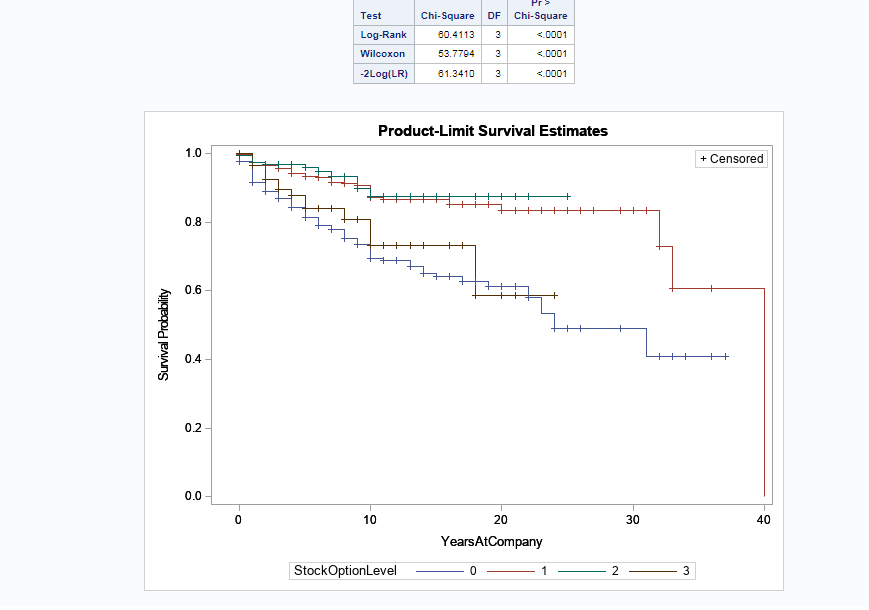 Pr >
Test Chi-Square DF Chi-Square
Log-Rank 60.4113 3 <.0001
Wilcoxon 53.7794 3 <.0001
-2Log(LR) 61.3410 3 <.0001
Product-Limit Survival Estimates
+ Censored
1.0
0.8
0.6
0.4
0.2
0.0
Survival Probability
0 10 20 30 40
YearsAtCompany
StockOptionLevel 0 1 2 3